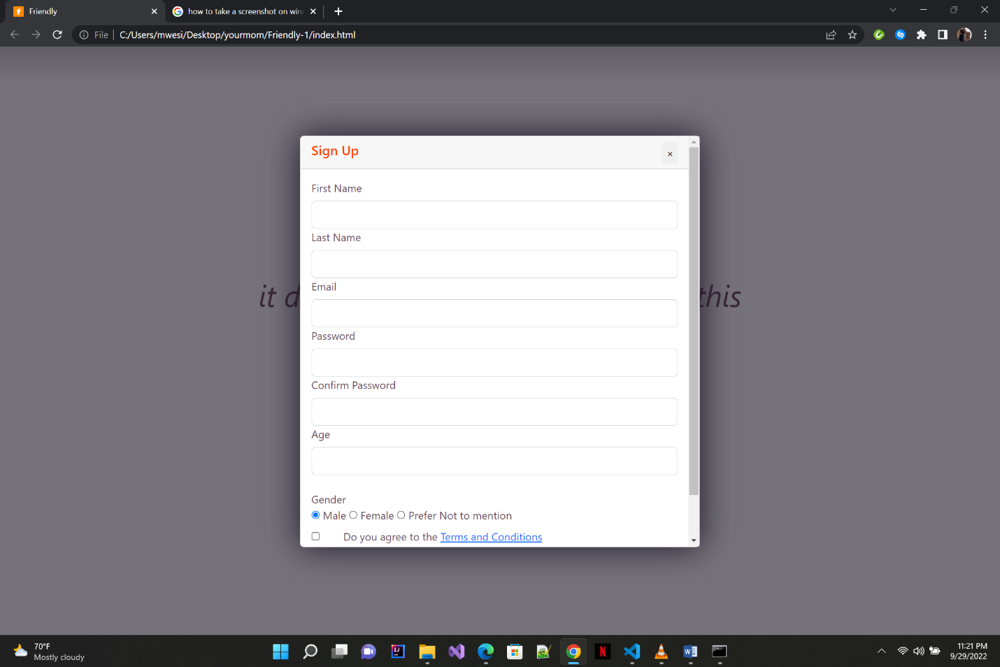 Friendly
how to take a screenshot on win
File
C:/Users/mwesi/Desktop/yourmom/Friendly-1/index.html
Sign Up
×
First Name
Last Name
Email
it d
this
Password
Confirm Password
Age
Gender
Male Female Prefer Not to mention
Do you agree to the Terms and Conditions
70°F
Mostly cloudy
11:21 PM
9/29/2022